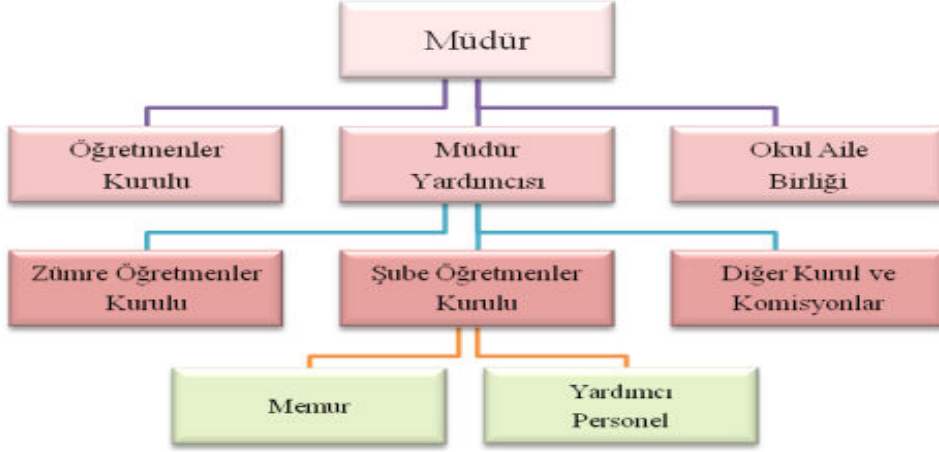 Müdür
Öğretmenler
Kurulu
Müdür
Yardımcısı
Okul Aile
Birliği
Zümre Öğretmenler
Kurulu
Şube Öğretmenler
Kurulu
Diğer Kurul ve
Komisyonlar
Memur
Yardımcı
Personel